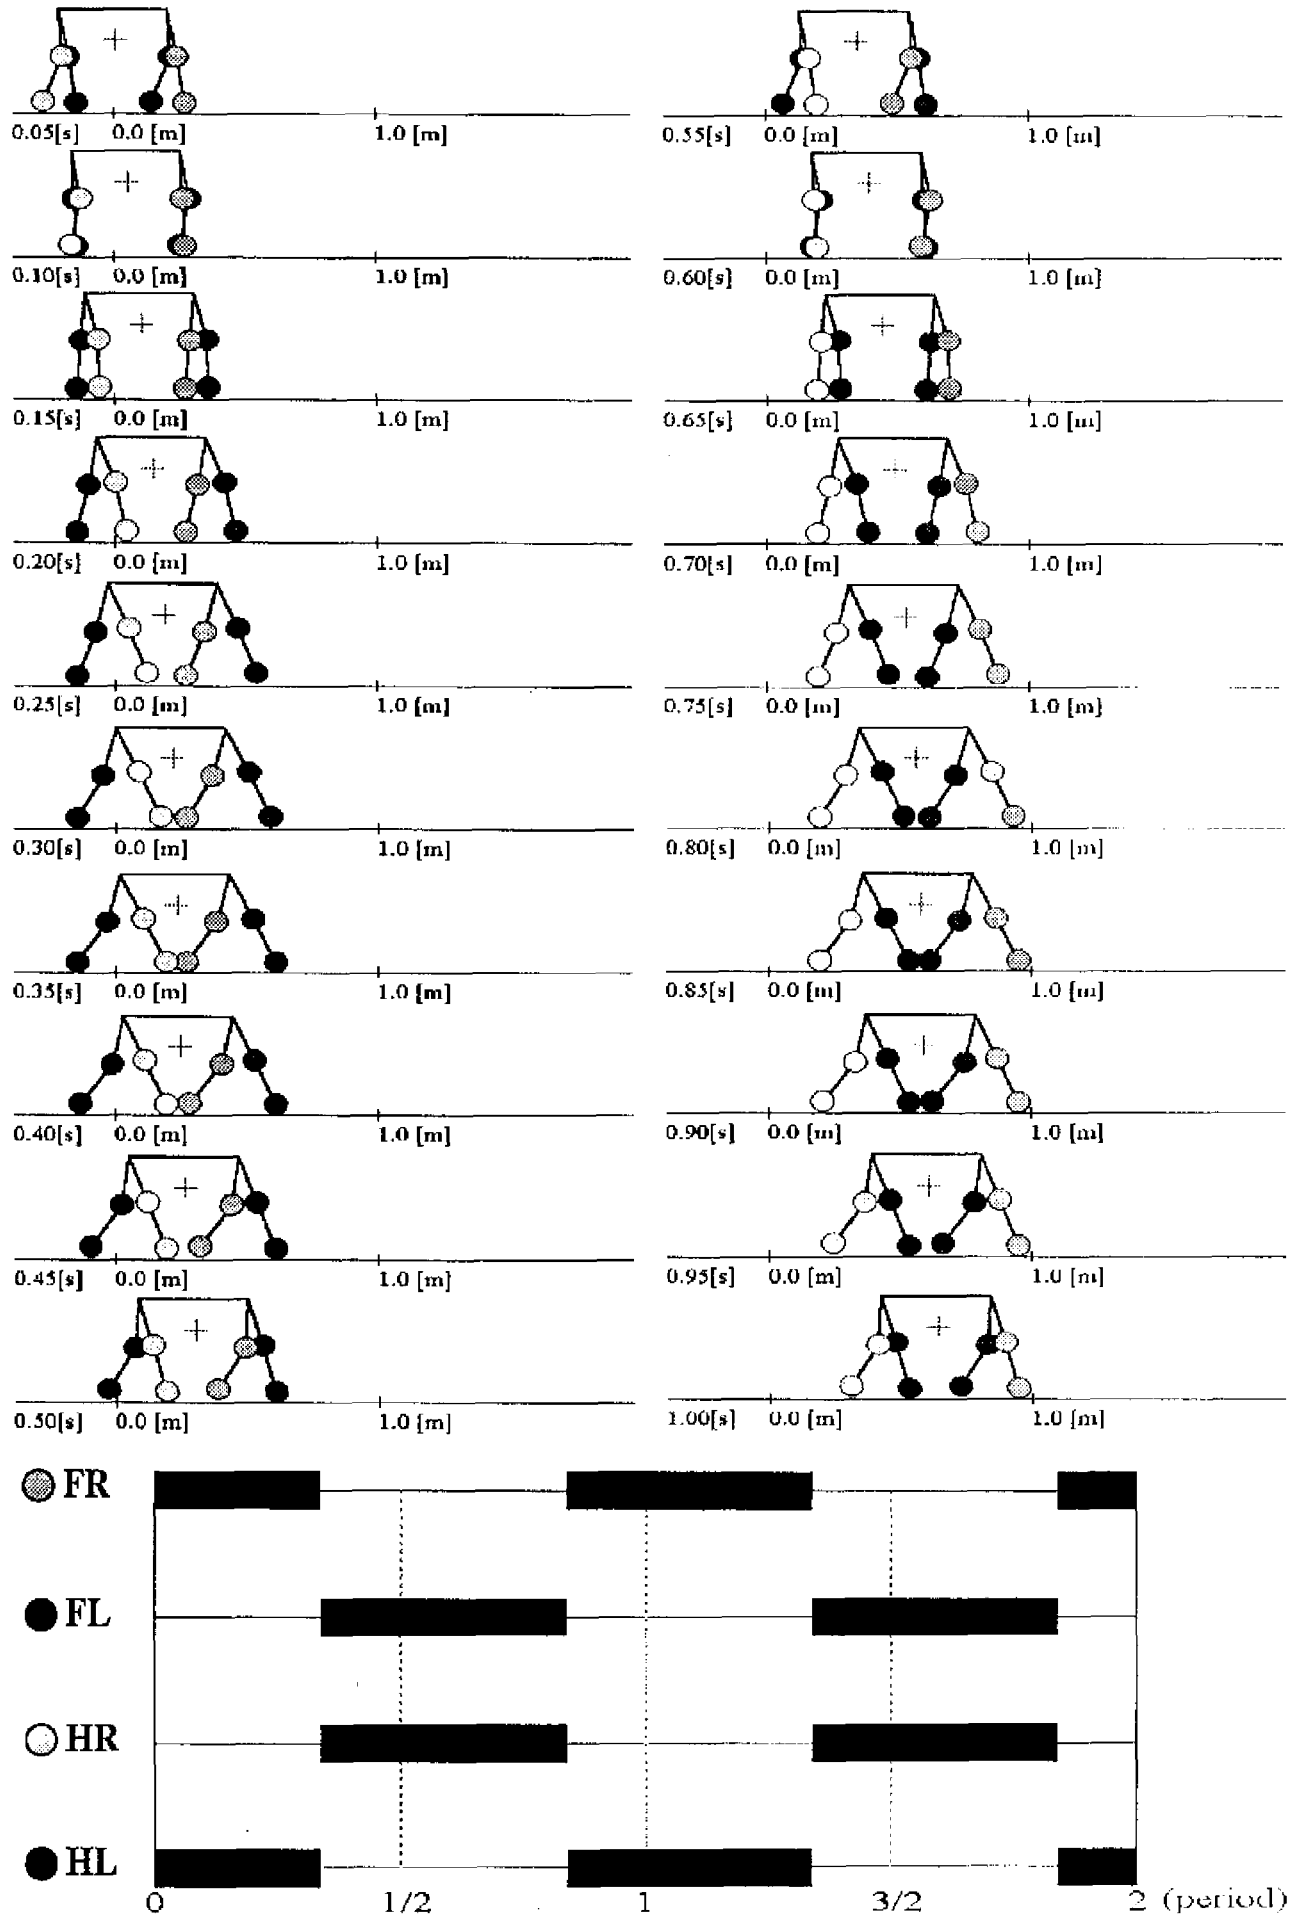 0.05[s] 0.0 [m] 1.0 [m]
0.10[s] 0.0 [m] 1.0 [m]
0.15[s] 0.0 [m] 1.0 [m]
0.20[s] 0.0 [m] 1.0 [m]
0.25[s] 0.0 [m] 1.0 [m]
0.30[s] 0.0 [m] 1.0 [m]
0.35[s] 0.0 [m] 1.0 [m]
0.40[s] 0.0 [m] 1.0 [m]
0.45[s] 0.0 [m] 1.0 [m]
0.50[s] 0.0 [m] 1.0 [m]
0.55[s] 0.0 [m] 1.0 [m]
0.60[s] 0.0 [m] 1.0 [m]
0.65[s] 0.0 [m] 1.0 [m]
0.70[s] 0.0 [m] 1.0 [m]
0.75[s] 0.0 [m] 1.0 [m]
0.80[s] 0.0 [m] 1.0 [m]
0.85[s] 0.0 [m] 1.0 [m]
0.90[s] 0.0 [m] 1.0 [m]
0.95[s] 0.0 [m] 1.0 [m]
1.00[s] 0.0 [m] 1.0 [m]
FR
FL
HR
HL
0 1/2 1 3/2 2 (period)